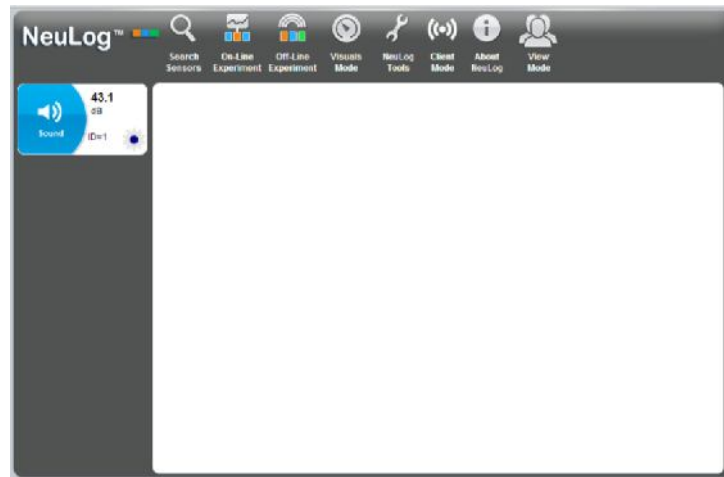 NeuLog™
Search Sensors
On-Line Experiment
Off-Line Experiment
Visuals Mode
NeuLog Tools
Client Mode
About NeuLog
View Mode
43.1
dB
Sound
ID=1